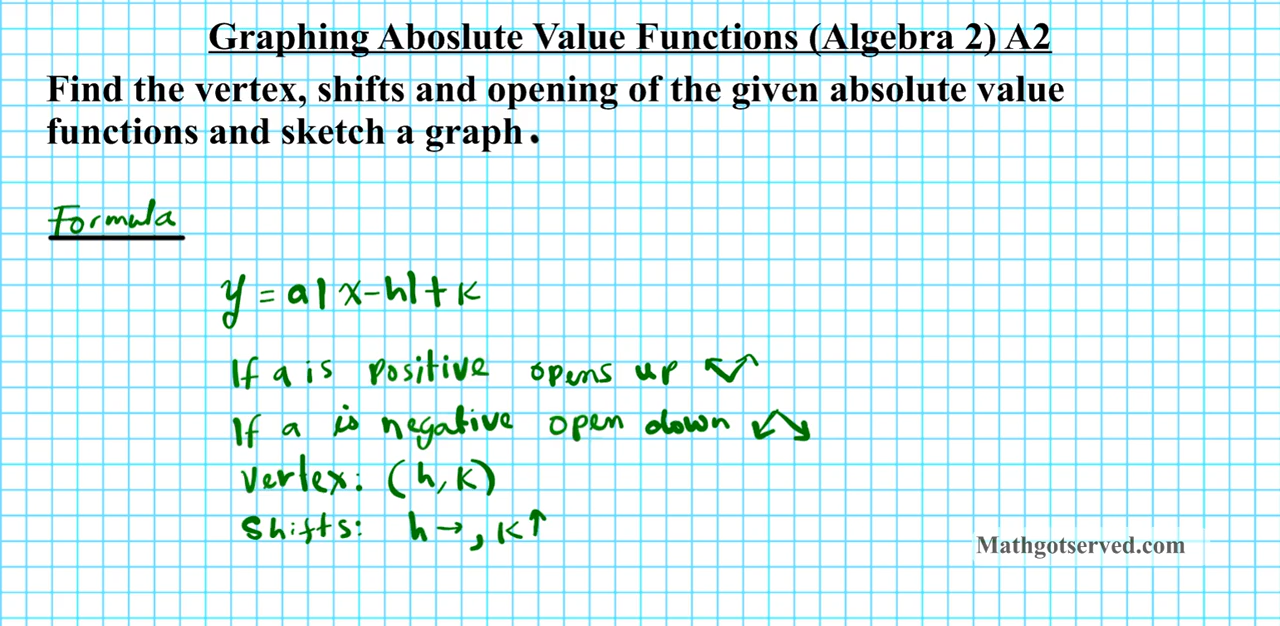 Graphing Aboslute Value Functions (Algebra 2) A2
Find the vertex, shifts and opening of the given absolute value
functions and sketch a graph.
Formula
y = a|x-h|+k
If a is positive opens up
If a is negative open down
Vertex: (h, k)
Shifts: h→, k↑
Mathgotserved.com